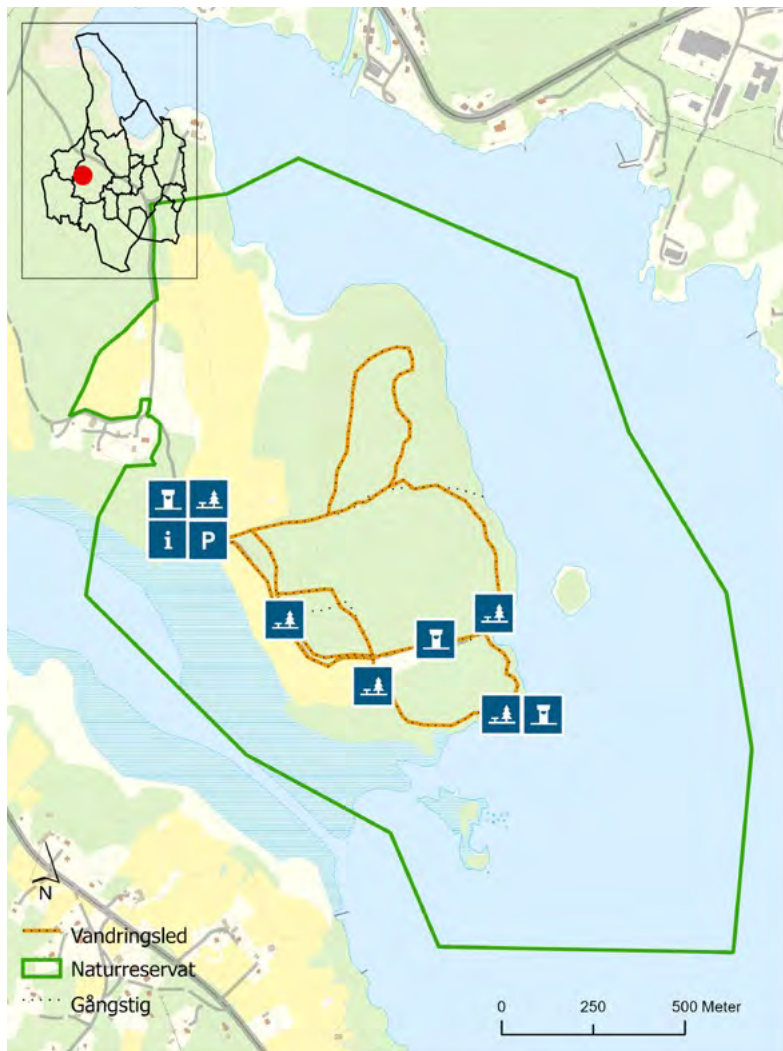 i P
N
Vandringsled
Naturreservat
Gångstig
0 250 500 Meter